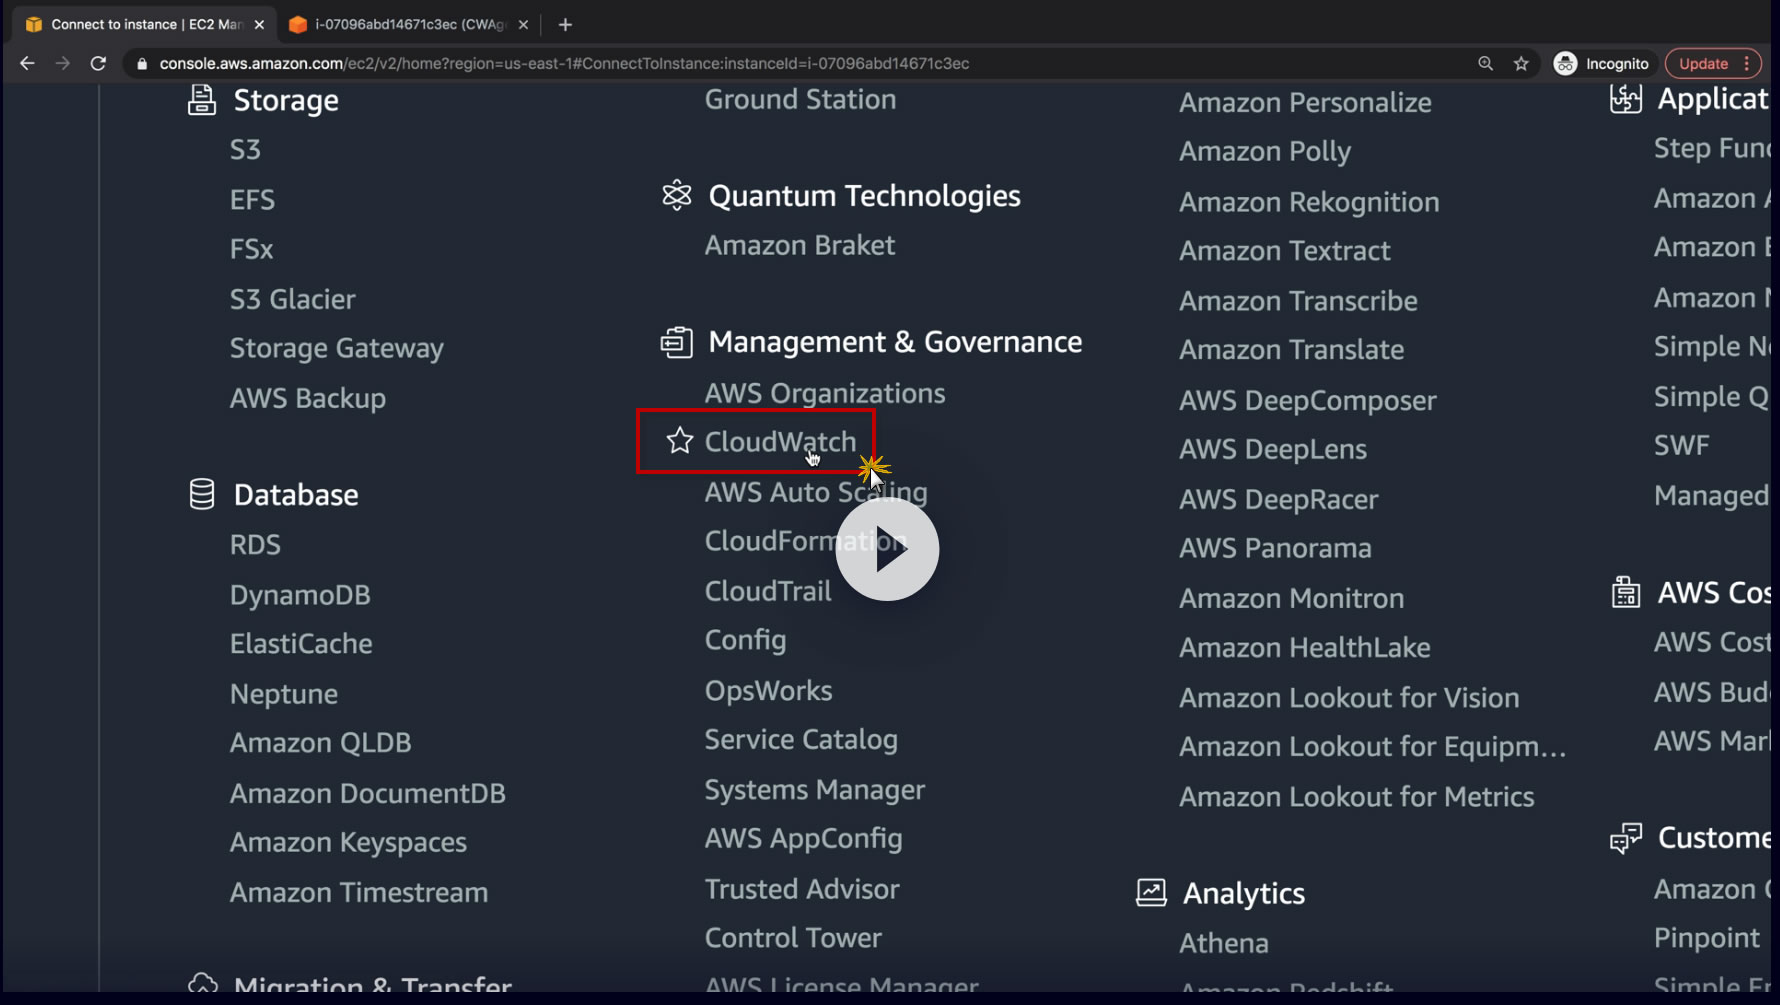 Connect to instance | EC2 Man
i-07096abd14671c3ec (CWAge
console.aws.amazon.com/ec2/v2/home?region=us-east-1#ConnectToInstance:instanceId=i-07096abd14671c3ec
Incognito
Update
Storage
S3
EFS
FSx
S3 Glacier
Storage Gateway
AWS Backup
Database
RDS
DynamoDB
ElastiCache
Neptune
Amazon QLDB
Amazon DocumentDB
Amazon Keyspaces
Amazon Timestream
Migration & Transfer
Ground Station
Quantum Technologies
Amazon Braket
Management & Governance
AWS Organizations
CloudWatch
AWS Auto Scaling
CloudFormation
CloudTrail
Config
OpsWorks
Service Catalog
Systems Manager
AWS AppConfig
Trusted Advisor
Control Tower
AWS License Manager
Amazon Personalize
Amazon Polly
Amazon Rekognition
Amazon Textract
Amazon Transcribe
Amazon Translate
AWS DeepComposer
AWS DeepLens
AWS DeepRacer
AWS Panorama
Amazon Monitron
Amazon HealthLake
Amazon Lookout for Vision
Amazon Lookout for Equipm...
Amazon Lookout for Metrics
Analytics
Athena
Amazon Redshift
Applicat
Step Func
Amazon A
Amazon E
Amazon M
Simple No
Simple Q
SWF
Managed
AWS Cos
AWS Cost
AWS Bud
AWS Mar
Custome
Amazon C
Pinpoint
Simple Em